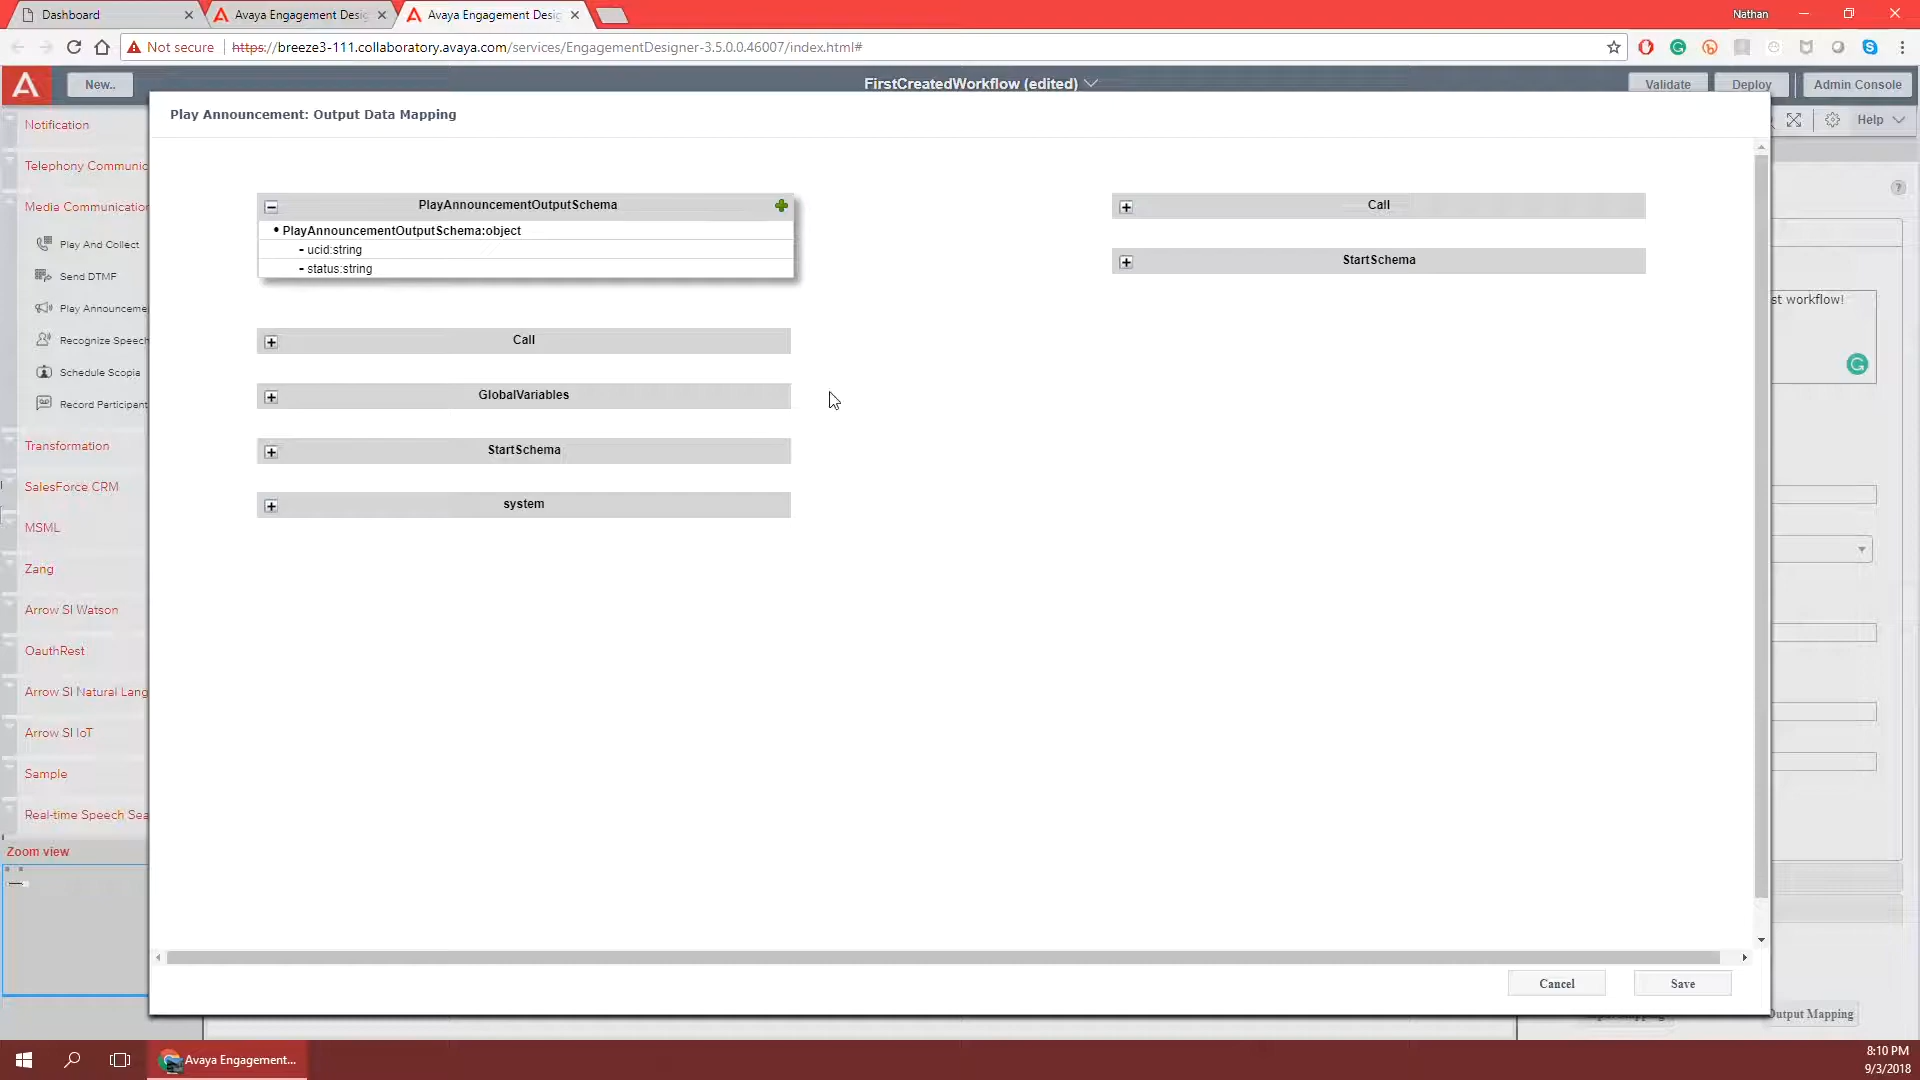 Dashboard
Avaya Engagement Desig
Avaya Engagement Desig
Nathan
Not secure
https://breeze3-111.collaboratory.avaya.com/services/EngagementDesigner-3.5.0.0.46007/index.html#
New..
FirstCreatedWorkflow (edited)
Validate
Deploy
Admin Console
Help
Play Announcement: Output Data Mapping
Notification
Telephony Communic
Media Communication
Play And Collect
Send DTMF
Play Announceme
Recognize Speech
Schedule Scopia
Record Participant
Transformation
SalesForce CRM
MSML
Zang
Arrow SI Watson
OauthRest
Arrow SI Natural Lang
Arrow SI IoT
Sample
Real-time Speech Sea
Zoom view
PlayAnnouncementOutputSchema
• PlayAnnouncementOutputSchema:object
- ucid:string
- status:string
Call
GlobalVariables
StartSchema
system
Call
StartSchema
st workflow!
Cancel
Save
Output Mapping
Avaya Engagement...
8:10 PM
9/3/2018